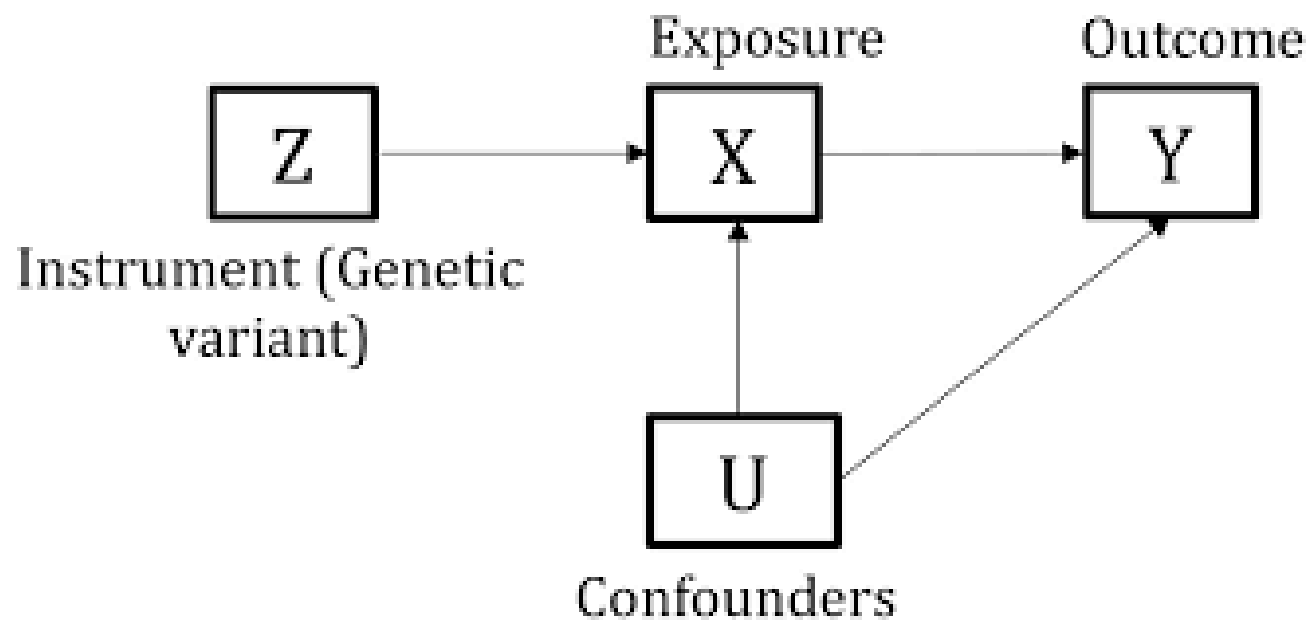 Exposure
Outcome
Z
X
Y
Instrument (Genetic
variant)
U
Confounders